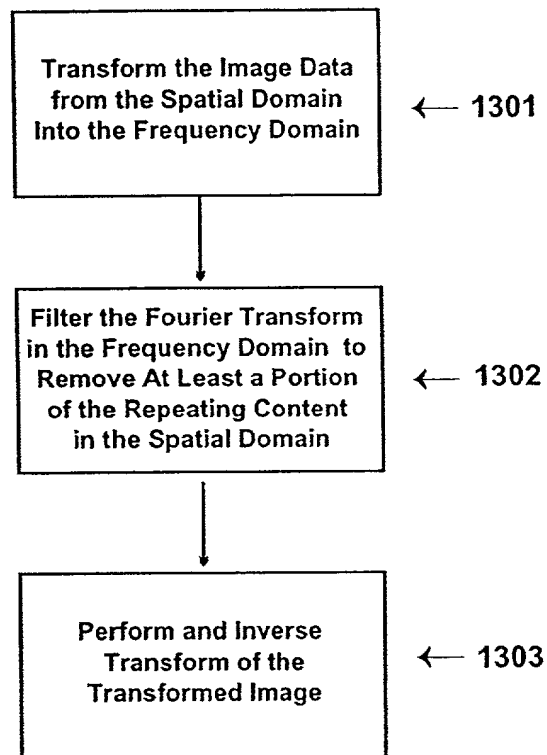 Transform the Image Data
from the Spatial Domain
Into the Frequency Domain
← 1301
Filter the Fourier Transform
in the Frequency Domain to
Remove At Least a Portion
of the Repeating Content
in the Spatial Domain
← 1302
Perform and Inverse
Transform of the
Transformed Image
← 1303